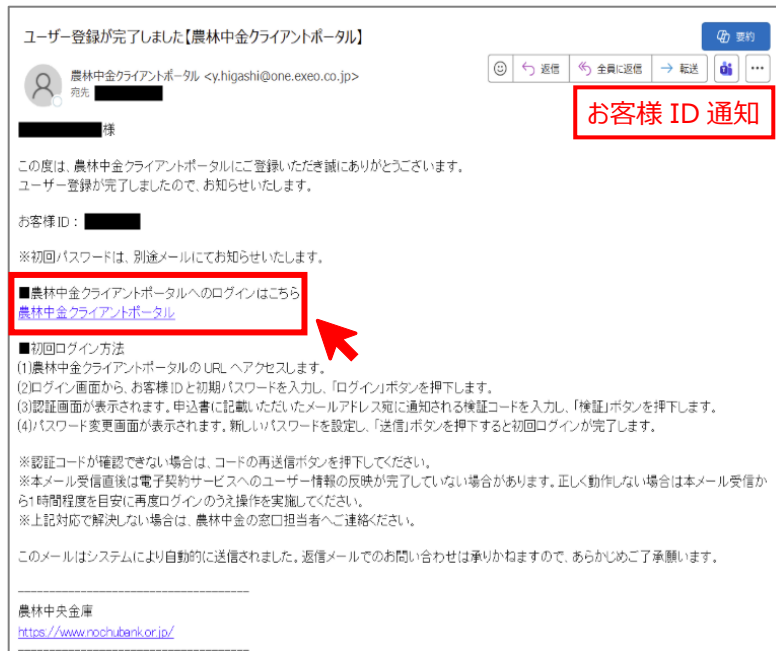 ユーザー登録が完了しました【農林中金クライアントポータル】
要約
農林中金クライアントポータル <y.higashi@one.exeo.co.jp>
宛先
返信
全員に返信
転送
お客様 ID 通知
様
この度は、農林中金クライアントポータルにご登録いただき誠にありがとうございます。
ユーザー登録が完了しましたので、お知らせいたします。
お客様ID：
※初回パスワードは、別途メールにてお知らせいたします。
■農林中金クライアントポータルへのログインはこちら
農林中金クライアントポータル
■初回ログイン方法
(1)農林中金クライアントポータルの URL へアクセスします。
(2)ログイン画面から、お客様IDと初期パスワードを入力し、「ログイン」ボタンを押下します。
(3)認証画面が表示されます。申込書に記載いただいたメールアドレス宛に通知される検証コードを入力し、「検証」ボタンを押下します。
(4)パスワード変更画面が表示されます。新しいパスワードを設定し、「送信」ボタンを押下すると初回ログインが完了します。
※認証コードが確認できない場合は、コードの再送信ボタンを押下してください。
※本メール受信直後は電子契約サービスへのユーザー情報の反映が完了していない場合があります。正しく動作しない場合は本メール受信か
ら1時間程度を目安に再度ログインのうえ操作を実施してください。
※上記対応で解決しない場合は、農林中金の窓口担当者へご連絡ください。
このメールはシステムにより自動的に送信されました。返信メールでのお問い合わせは承りかねますので、あらかじめご了承願います。
------------------------------------
農林中央金庫
https://www.nochubank.or.jp/
------------------------------------